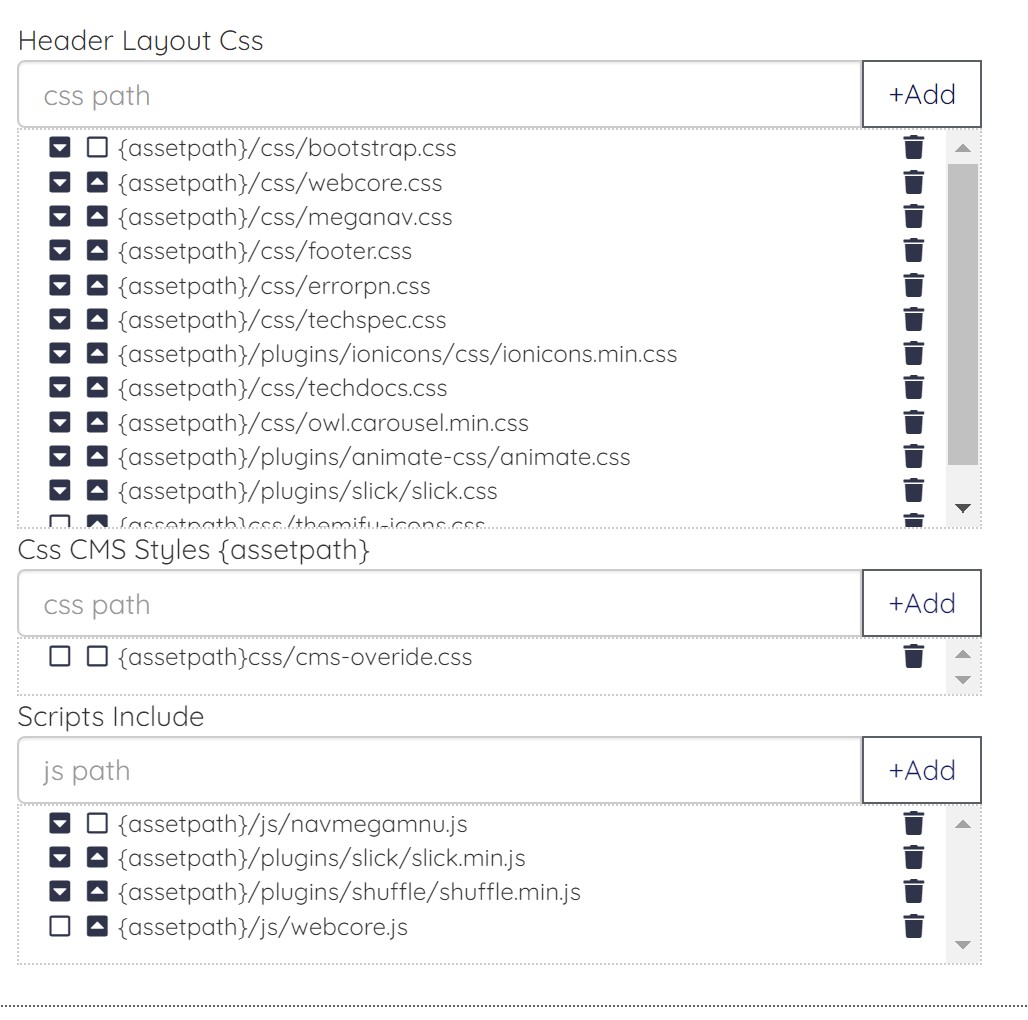 Header Layout Css
css path
+Add
{assetpath}/css/bootstrap.css
{assetpath}/css/webcore.css
{assetpath}/css/meganav.css
{assetpath}/css/footer.css
{assetpath}/css/errorpn.css
{assetpath}/css/techspec.css
{assetpath}/plugins/ionicons/css/ionicons.min.css
{assetpath}/css/techdocs.css
{assetpath}/css/owl.carousel.min.css
{assetpath}/plugins/animate-css/animate.css
{assetpath}/plugins/slick/slick.css
{assetpath}css/themify-icons.css
Css CMS Styles {assetpath}
css path
+Add
{assetpath}css/cms-overide.css
Scripts Include
js path
+Add
{assetpath}/js/navmegamnu.js
{assetpath}/plugins/slick/slick.min.js
{assetpath}/plugins/shuffle/shuffle.min.js
{assetpath}/js/webcore.js